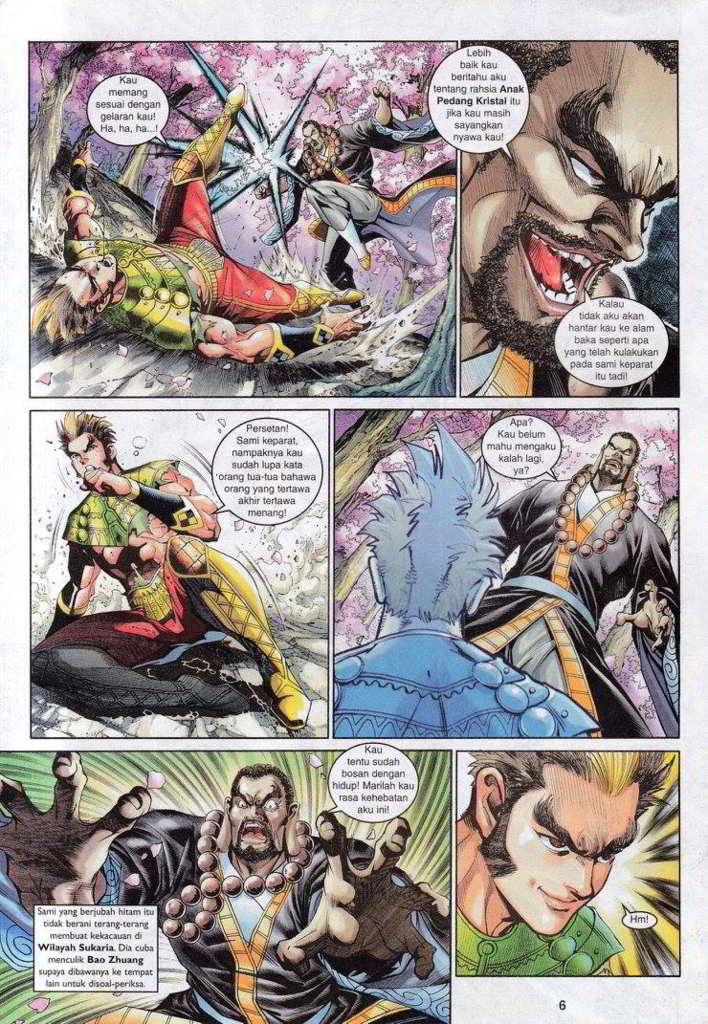 Kau
memang
sesuai dengan
gelaran kau!
Ha, ha, ha...!
Lebih
baik kau
beritahu aku
tentang rahsia Anak
Pedang Kristal itu
jika kau masih
sayangkan
nyawa kau!
Kalau
tidak aku akan
hantar kau ke alam
baka seperti apa
yang telah kulakukan
pada sami keparat
itu tadi!
Persetan!
Sami keparat,
nampaknya kau
sudah lupa kata
'orang tua-tua bahawa
orang yang tertawa
akhir tertawa
menang!
Apa?
Kau belum
mahu mengaku
kalah lagi,
ya?
Kau
tentu sudah
bosan dengan
hidup! Marilah kau
rasa kehebatan
aku ini!
Sami yang berjubah hitam itu
tidak berani terang-terang
membuat kekacauan di
Wilayah Sukaria. Dia cuba
menculik Bao Zhuang
supaya dibawanya ke tempat
lain untuk disoal-periksa.
Hm!
6